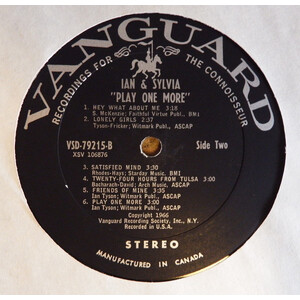 VANGUARD
RECORDINGS FOR THE CONNOISSEUR
IAN & SYLVIA
"PLAY ONE MORE"
1. HEY WHAT ABOUT ME 3:18
S. McKenzie; Faithful Virtue Publ., BMI
2. LONELY GIRLS 2:37
Tyson-Fricker; Witmark Publ., ASCAP
VSD-79215-B Side Two
XSV 106876
3. SATISFIED MIND 3:30
Rhodes-Hays; Starday Music. BMI
4. TWENTY-FOUR HOURS FROM TULSA 3:30
Bacharach-David; Arch Music, ASCAP
5. FRIENDS OF MINE 3:35
Ian Tyson; Witmark Publ., ASCAP
6. PLAY ONE MORE 3:00
Ian Tyson; Witmark Publ., ASCAP
Copyright 1966
Vanguard Recording Society, Inc., N.Y.
Recorded in U.S.A.
STEREO
MANUFACTURED IN CANADA